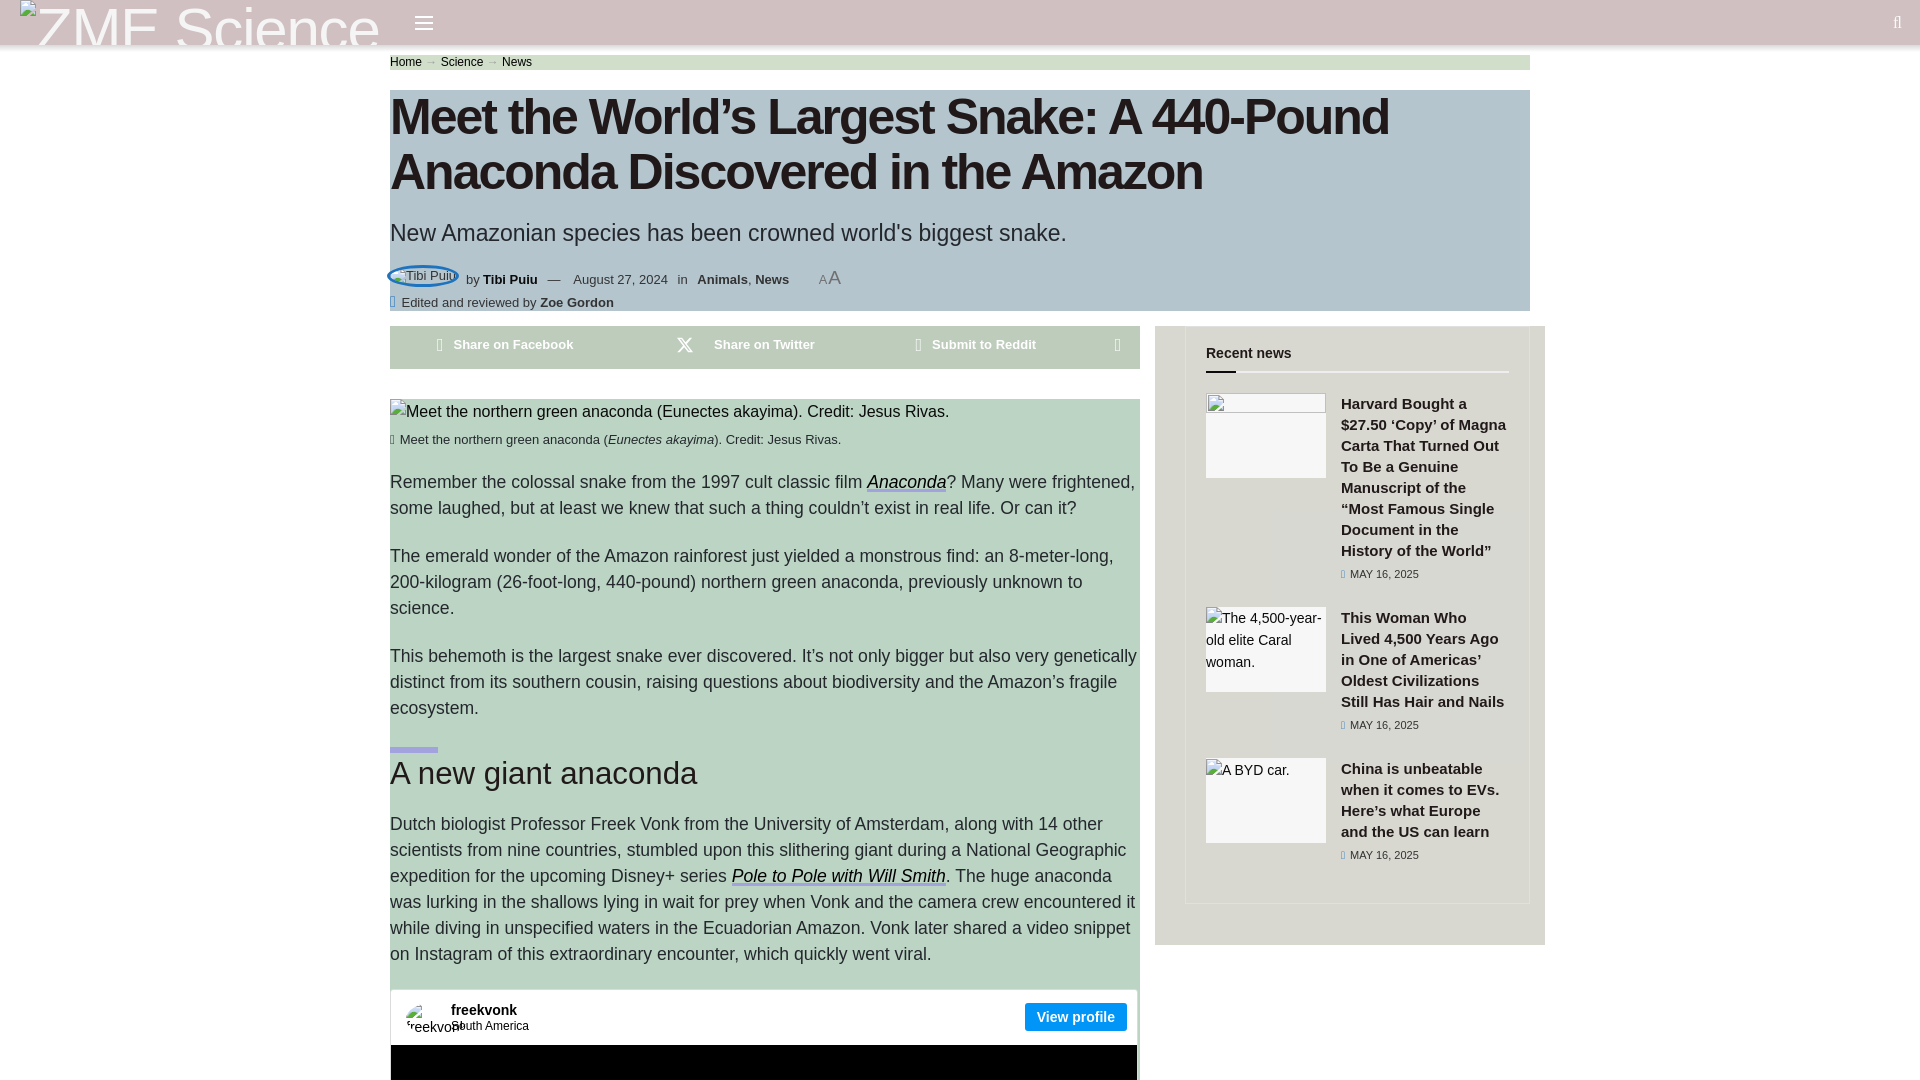 ZME Science
Home → Science → News
Meet the World’s Largest Snake: A 440-Pound
Anaconda Discovered in the Amazon
New Amazonian species has been crowned world's biggest snake.
Tibi Puiu by Tibi Puiu — August 27, 2024 in Animals, News AA
Edited and reviewed by Zoe Gordon
Share on Facebook
Share on Twitter
Submit to Reddit
Meet the northern green anaconda (Eunectes akayima). Credit: Jesus Rivas.
Meet the northern green anaconda (Eunectes akayima). Credit: Jesus Rivas.
Remember the colossal snake from the 1997 cult classic film Anaconda? Many were frightened,
some laughed, but at least we knew that such a thing couldn’t exist in real life. Or can it?
The emerald wonder of the Amazon rainforest just yielded a monstrous find: an 8-meter-long,
200-kilogram (26-foot-long, 440-pound) northern green anaconda, previously unknown to
science.
This behemoth is the largest snake ever discovered. It’s not only bigger but also very genetically
distinct from its southern cousin, raising questions about biodiversity and the Amazon’s fragile
ecosystem.
A new giant anaconda
Dutch biologist Professor Freek Vonk from the University of Amsterdam, along with 14 other
scientists from nine countries, stumbled upon this slithering giant during a National Geographic
expedition for the upcoming Disney+ series Pole to Pole with Will Smith. The huge anaconda
was lurking in the shallows lying in wait for prey when Vonk and the camera crew encountered it
while diving in unspecified waters in the Ecuadorian Amazon. Vonk later shared a video snippet
on Instagram of this extraordinary encounter, which quickly went viral.
freekvonk
freekvonk
South America
View profile
Recent news
Harvard Bought a
$27.50 ‘Copy’ of Magna
Carta That Turned Out
To Be a Genuine
Manuscript of the
“Most Famous Single
Document in the
History of the World”
MAY 16, 2025
The 4,500-year-
old elite Caral
woman.
This Woman Who
Lived 4,500 Years Ago
in One of Americas’
Oldest Civilizations
Still Has Hair and Nails
MAY 16, 2025
A BYD car.
China is unbeatable
when it comes to EVs.
Here’s what Europe
and the US can learn
MAY 16, 2025